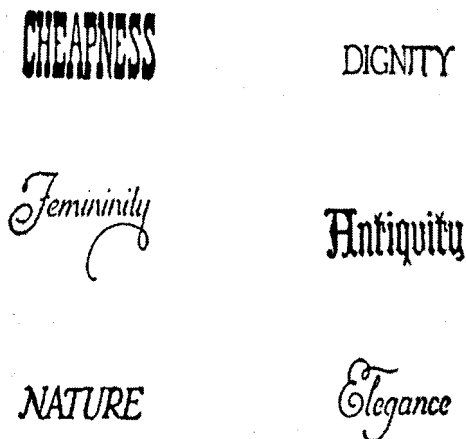 CHEAPNESS
DIGNITY
Femininity
Antiquity
NATURE
Elegance